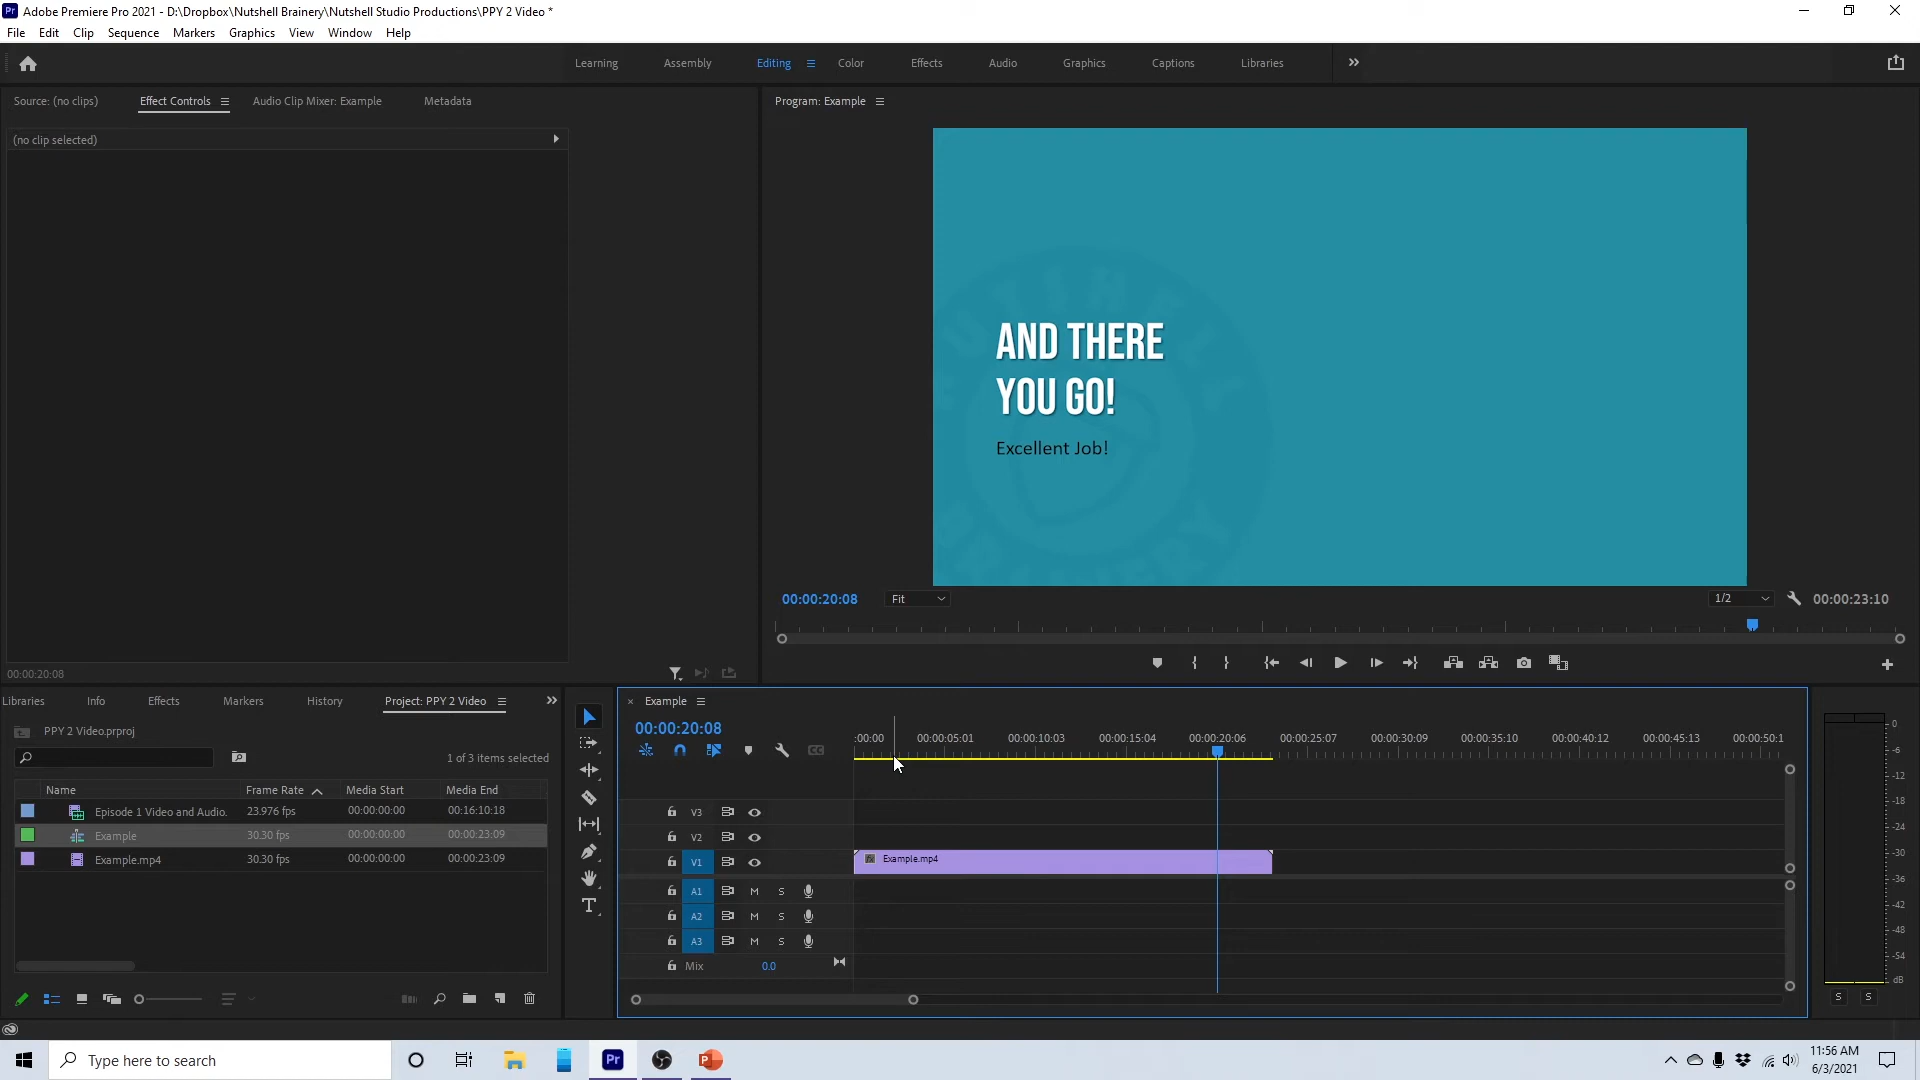 Adobe Premiere Pro 2021 - D:\Dropbox\Nutshell Brainery\Nutshell Studio Productions\PPY 2 Video *
File Edit Clip Sequence Markers Graphics View Window Help
Learning Assembly Editing Color Effects Audio Graphics Captions Libraries
Source: (no clips) Effect Controls Audio Clip Mixer: Example Metadata
(no clip selected)
00:00:20:08
Program: Example
AND THERE
YOU GO!
Excellent Job!
00:00:20:08 Fit 1/2 00:00:23:10
Libraries Info Effects Markers History Project: PPY 2 Video
PPY 2 Video.prproj
1 of 3 items selected
Name Frame Rate Media Start Media End
Episode 1 Video and Audio. 23.976 fps 00:00:00:00 00:16:10:18
Example 30.30 fps 00:00:00:00 00:00:23:09
Example.mp4 30.30 fps 00:00:00:00 00:00:23:09
Example
00:00:20:08
:00:00 00:00:05:01 00:00:10:03 00:00:15:04 00:00:20:06 00:00:25:07 00:00:30:09 00:00:35:10 00:00:40:12 00:00:45:13 00:00:50:1
V3
V2
V1 Example.mp4
A1 M S
A2 M S
A3 M S
Mix 0.0
0
-6
-12
-18
-24
-30
-36
-42
-48
-54
dB
S S
Type here to search
11:56 AM
6/3/2021